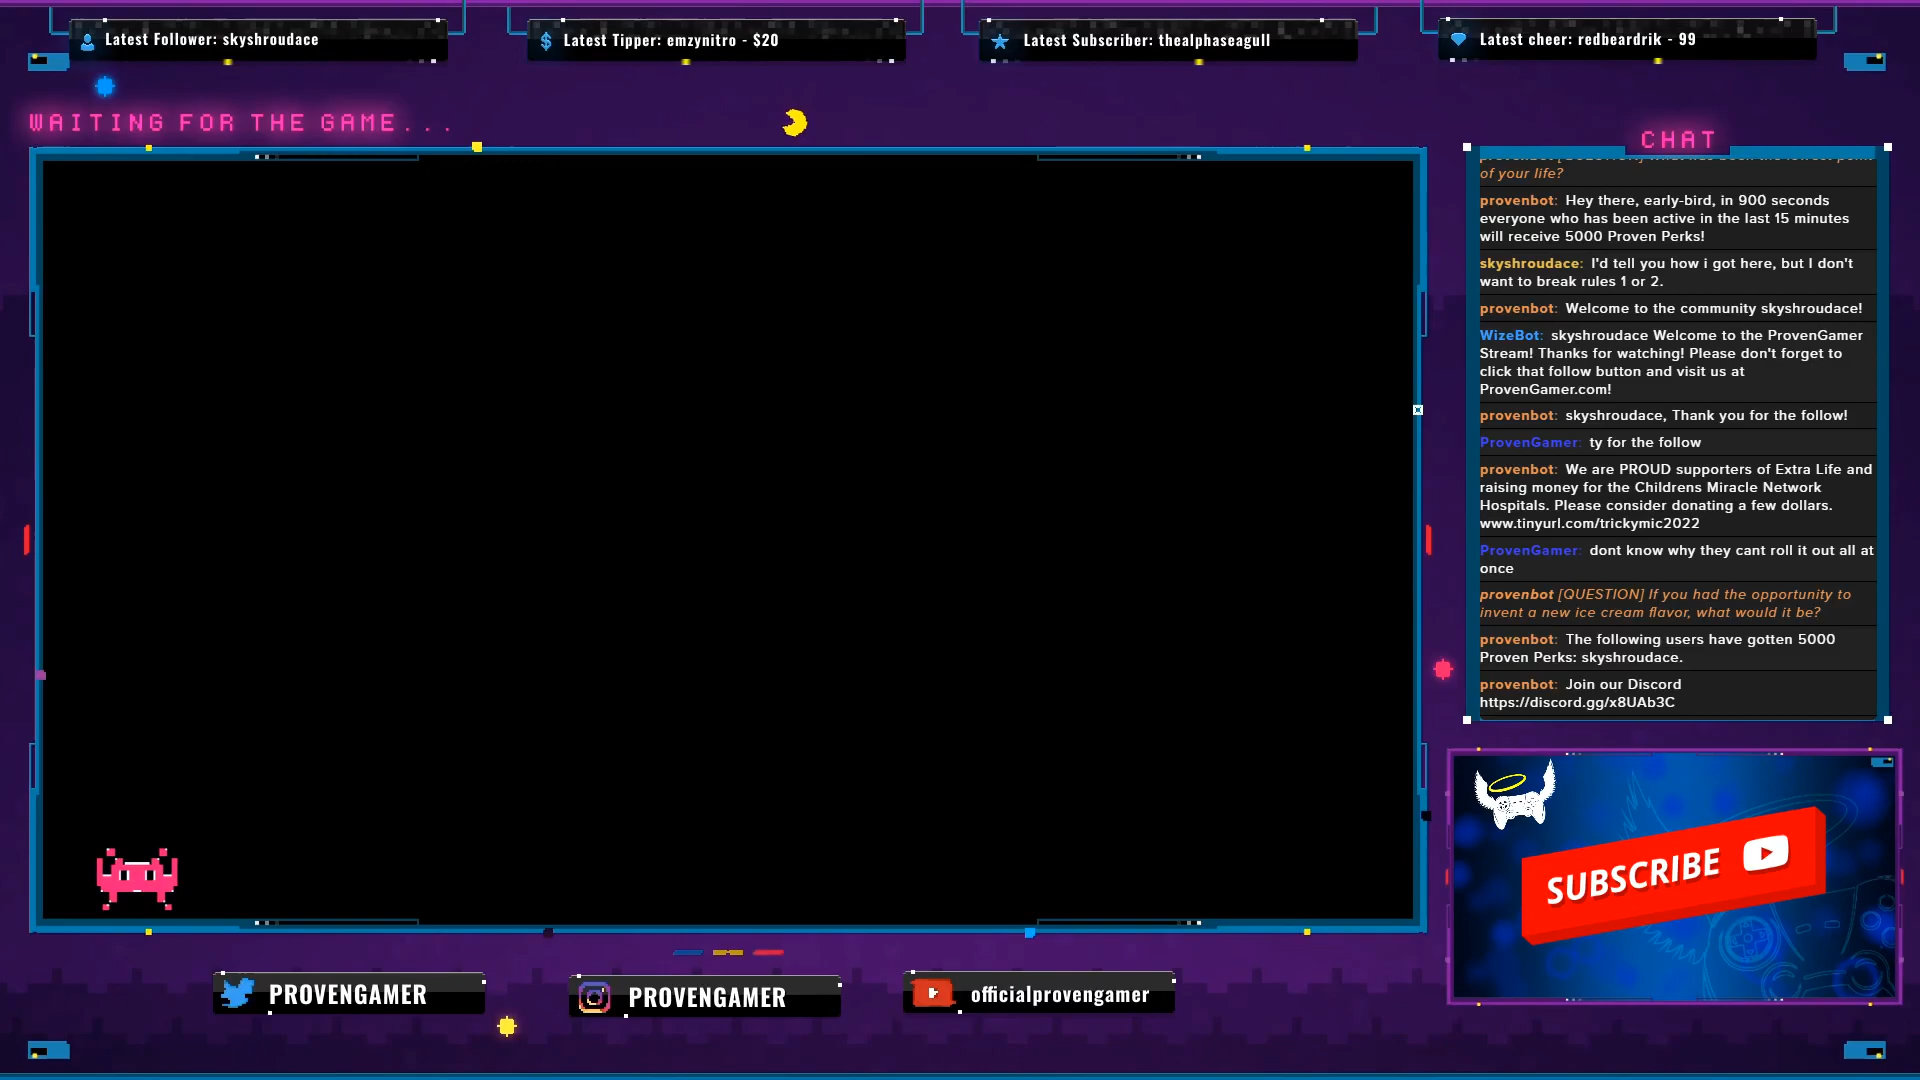 Latest Follower: skyshroudace
Latest Tipper: emzynitro - $20
Latest Subscriber: thealphaseagull
Latest cheer: redbeardrik - 99
WAITING FOR THE GAME...
CHAT
of your life?
provenbot: Hey there, early-bird, in 900 seconds
everyone who has been active in the last 15 minutes
will receive 5000 Proven Perks!
skyshroudace: I'd tell you how i got here, but I don't
want to break rules 1 or 2.
provenbot: Welcome to the community skyshroudace!
WizeBot: skyshroudace Welcome to the ProvenGamer
Stream! Thanks for watching! Please don't forget to
click that follow button and visit us at
ProvenGamer.com!
provenbot: skyshroudace, Thank you for the follow!
ProvenGamer: ty for the follow
provenbot: We are PROUD supporters of Extra Life and
raising money for the Childrens Miracle Network
Hospitals. Please consider donating a few dollars.
www.tinyurl.com/trickymic2022
ProvenGamer: dont know why they cant roll it out all at
once
provenbot [QUESTION] If you had the opportunity to
invent a new ice cream flavor, what would it be?
provenbot: The following users have gotten 5000
Proven Perks: skyshroudace.
provenbot: Join our Discord
https://discord.gg/x8UAb3C
SUBSCRIBE
PROVENGAMER
PROVENGAMER
officialprovengamer